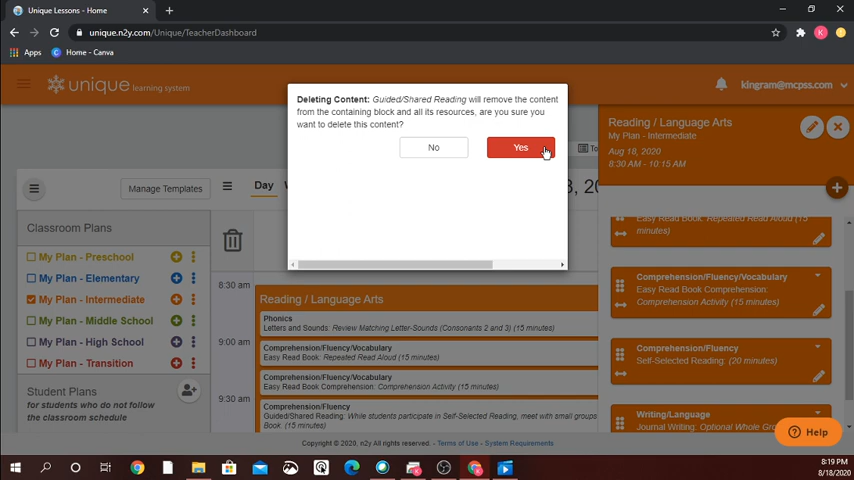 Unique Lessons - Home
unique.n2y.com/Unique/TeacherDashboard
K
Apps
Home - Canva
unique learning system
kingram@mcpss.com
Deleting Content: Guided/Shared Reading will remove the content
from the containing block and all its resources, are you sure you
want to delete this content?
No
Yes
Reading / Language Arts
My Plan - Intermediate
Aug 18, 2020
8:30 AM - 10:15 AM
Manage Templates
Day
Classroom Plans
My Plan - Preschool
My Plan - Elementary
My Plan - Intermediate
My Plan - Middle School
My Plan - High School
My Plan - Transition
Student Plans
for students who do not follow
the classroom schedule
8:30 am
9:00 am
9:30 am
Reading / Language Arts
Phonics
Letters and Sounds: Review Matching Letter-Sounds (Consonants 2 and 3) (15 minutes)
Comprehension/Fluency/Vocabulary
Easy Read Book: Repeated Read Aloud (15 minutes)
Comprehension/Fluency/Vocabulary
Easy Read Book Comprehension: Comprehension Activity (15 minutes)
Comprehension/Fluency
Guided/Shared Reading: While students participate in Self-Selected Reading, meet with small groups
Book. (15 minutes)
Easy Read Book: Repeated Read Aloud (15
minutes)
Comprehension/Fluency/Vocabulary
Easy Read Book Comprehension:
Comprehension Activity (15 minutes)
Comprehension/Fluency
Self-Selected Reading: (20 minutes)
Writing/Language
Journal Writing: Optional Whole
Help
Copyright © 2020, n2y All rights reserved. - Terms of Use - System Requirements
8:19 PM
8/18/2020